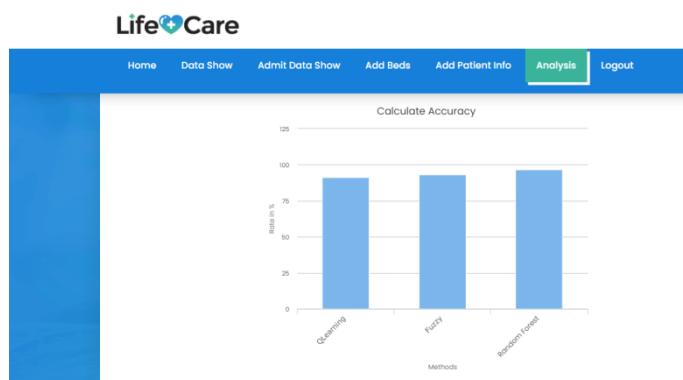 Life Care
Home Data Show Admit Data Show Add Beds Add Patient Info Analysis Logout
Calculate Accuracy
125
100
75
50
25
0
Rate in %
QLearning
Fuzzy
Random Forest
Methods